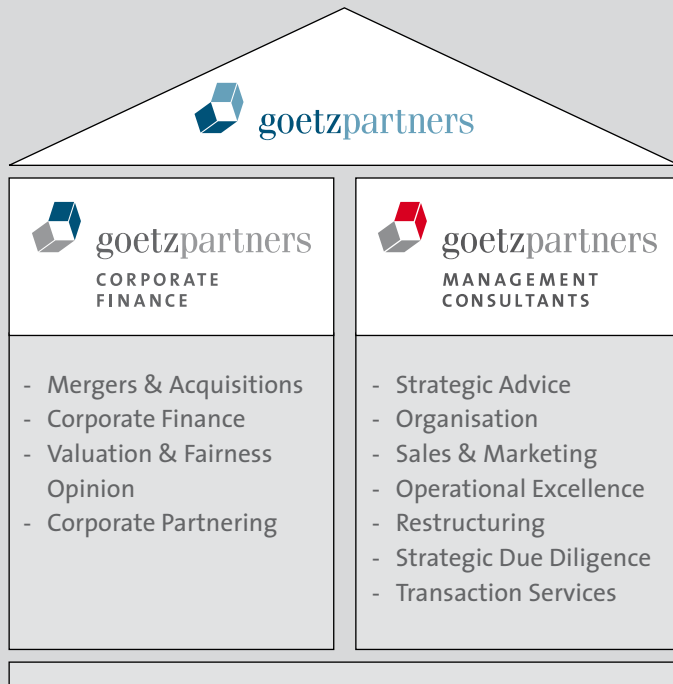 goetzpartners
goetzpartners
CORPORATE
FINANCE
- Mergers & Acquisitions
- Corporate Finance
- Valuation & Fairness
Opinion
- Corporate Partnering
goetzpartners
MANAGEMENT
CONSULTANTS
- Strategic Advice
- Organisation
- Sales & Marketing
- Operational Excellence
- Restructuring
- Strategic Due Diligence
- Transaction Services